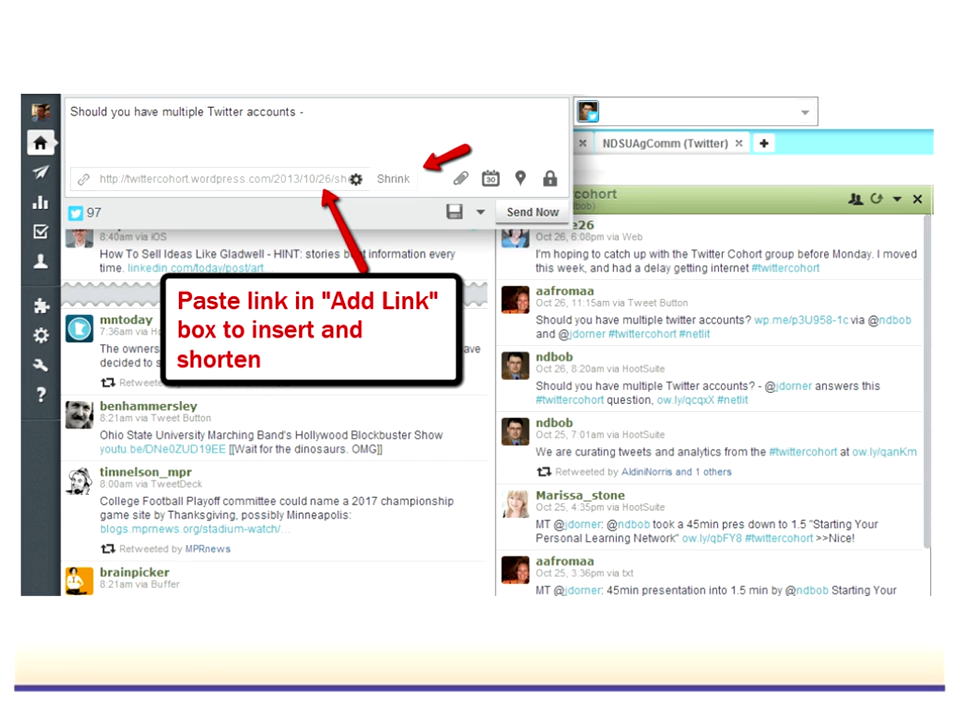 Should you have multiple Twitter accounts -
http://twittercohort.wordpress.com/2013/10/26/sh
Shrink
30
97
Send Now
8:40am via iOS
How To Sell Ideas Like Gladwell - HINT: stories information every
time. linkedin.com/today/post/art...
Paste link in "Add Link"
box to insert and
shorten
mntoday
7:36am via
The owners
decided to
Retweeted
benhammersley
8:21am via Tweet Button
Ohio State University Marching Band's Hollywood Blockbuster Show
youtu.be/DNe0ZUD19EE [[Wait for the dinosaurs. OMG]]
timnelson_mpr
8:00am via TweetDeck
College Football Playoff committee could name a 2017 championship
game site by Thanksgiving, possibly Minneapolis:
blogs.mprnews.org/stadium-watch/...
Retweeted by MPRnews
brainpicker
8:21am via Buffer
NDSUAgComm (Twitter)
cohort
e26
Oct 26, 6:08pm via Web
I'm hoping to catch up with the Twitter Cohort group before Monday. I moved
this week, and had a delay getting internet #twittercohort
aafromaa
Oct 26, 11:15am via Tweet Button
Should you have multiple Twitter accounts? wp.me/p3U958-1c via @ndbob
and @jdorner #twittercohort #netlit
ndbob
Oct 26, 8:20am via HootSuite
Should you have multiple Twitter accounts? - @jdorner answers this
#twittercohort question, ow.ly/qcqxX #netlit
ndbob
Oct 25, 7:01am via HootSuite
We are curating tweets and analytics from the #twittercohort at ow.ly/qanKm
Retweeted by AldiniNorris and 1 others
Marissa_stone
Oct 25, 4:35pm via HootSuite
MT @jdorner: @ndbob took a 45min pres down to 1.5 "Starting Your
Personal Learning Network" ow.ly/qbFY8 #twittercohort >>Nice!
aafromaa
Oct 25, 3:36pm via txt
MT @jdorner: 45min presentation into 1.5 min by @ndbob Starting Your